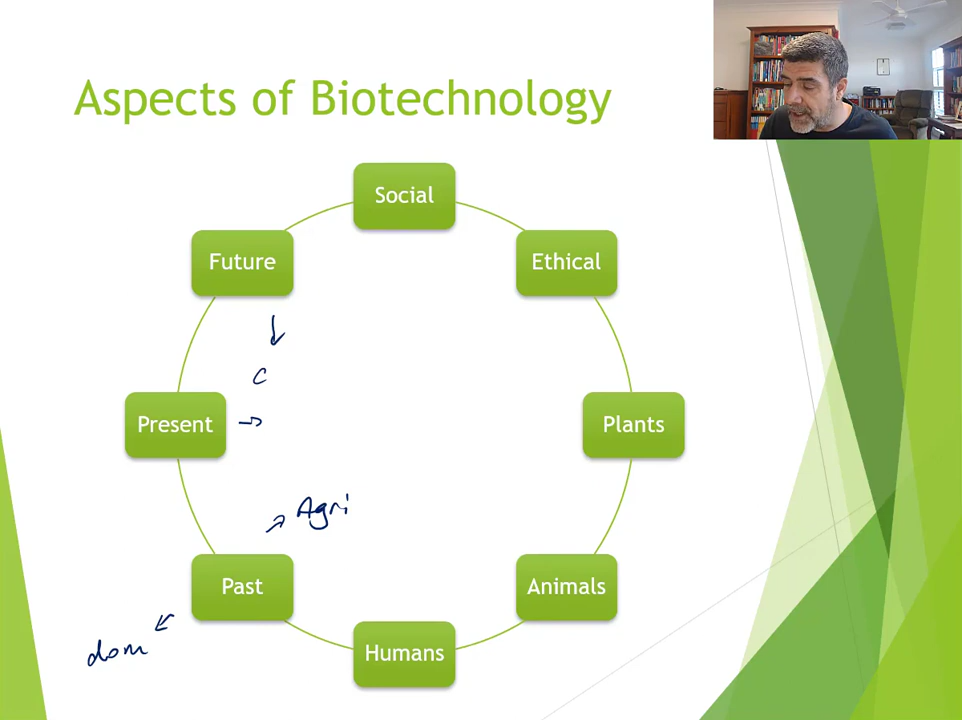 Aspects of Biotechnology
Social
Future
Ethical
c
Present
Plants
Agri
Past
Animals
dom
Humans